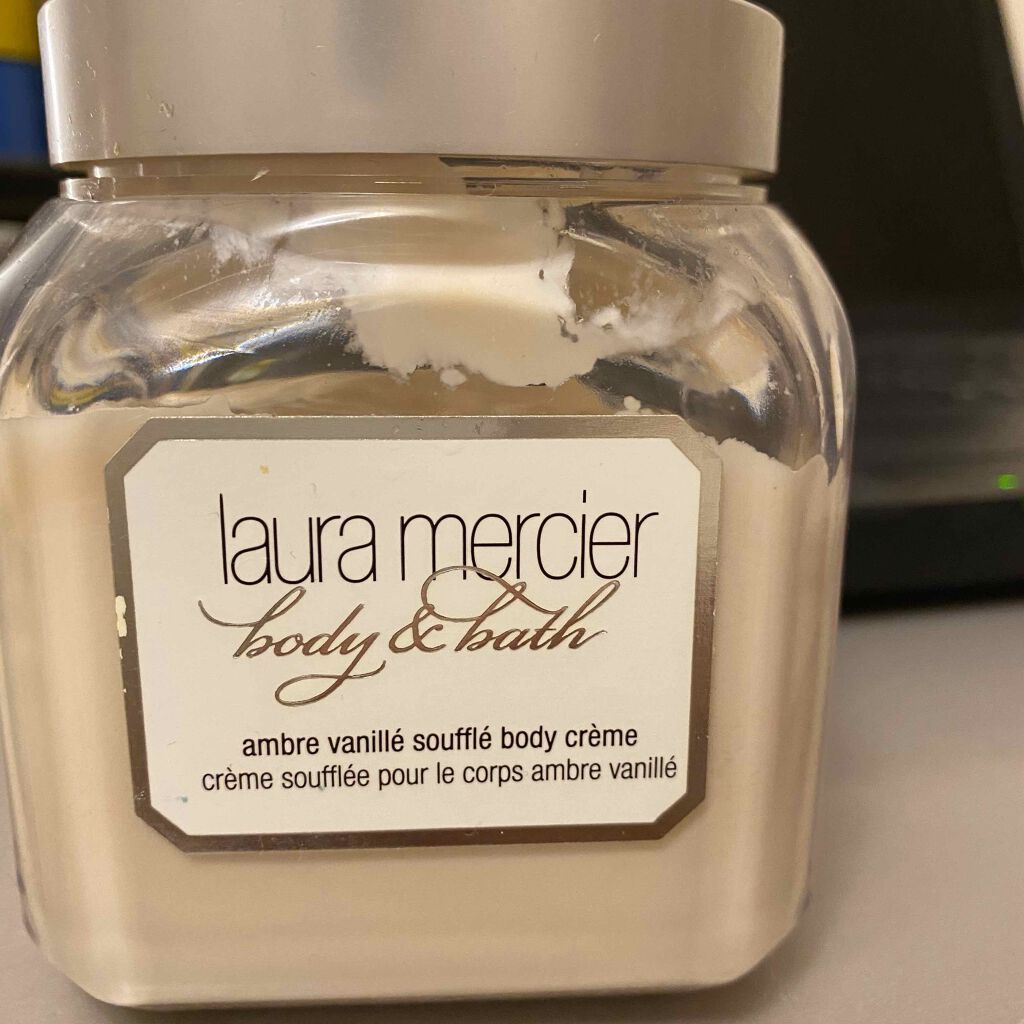 laura mercier
body & bath
ambre vanillé soufflé body crème
crème soufflée pour le corps ambre vanillé